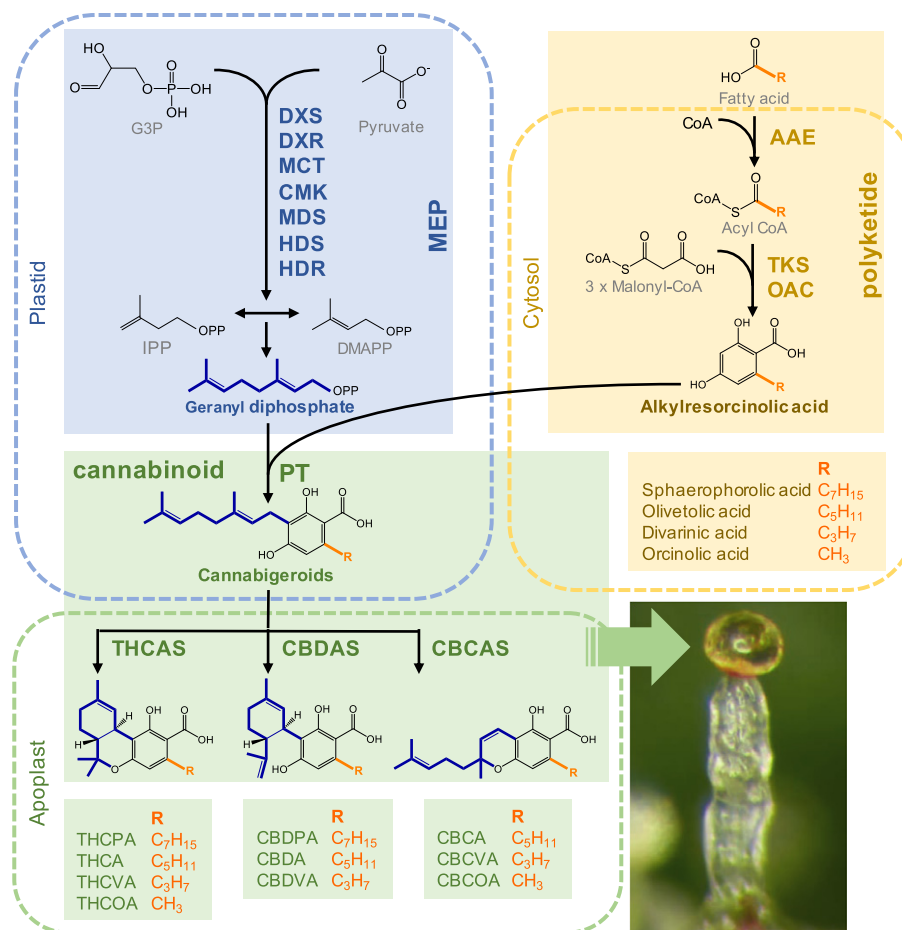 HO
O
O
P
OH
O
OH
G3P
O
O⁻
O
Pyruvate
DXS
DXR
MCT
CMK
MDS
HDS
HDR
MEP
Plastid
OPP
IPP
OPP
DMAPP
OPP
Geranyl diphosphate
O
HO
R
Fatty acid
CoA
AAE
O
CoA
S
R
Acyl CoA
O
O
CoA
S
OH
3 x Malonyl-CoA
TKS
OAC
polyketide
Cytosol
OH
O
OH
HO
R
Alkylresorcinolic acid
R
Sphaerophorolic acid C₇H₁₅
Olivetolic acid C₅H₁₁
Divarinic acid C₃H₇
Orcinolic acid CH₃
cannabinoid
PT
OH
O
OH
HO
R
Cannabigeroids
THCAS
CBDAS
CBCAS
Apoplast
H
OH
O
OH
H
O
R
H
OH
O
OH
H
HO
R
OH
O
OH
O
R
R
THCPA C₇H₁₅
THCA C₅H₁₁
THCVA C₃H₇
THCOA CH₃
R
CBDPA C₇H₁₅
CBDA C₅H₁₁
CBDVA C₃H₇
R
CBCA C₅H₁₁
CBCVA C₃H₇
CBCOA CH₃